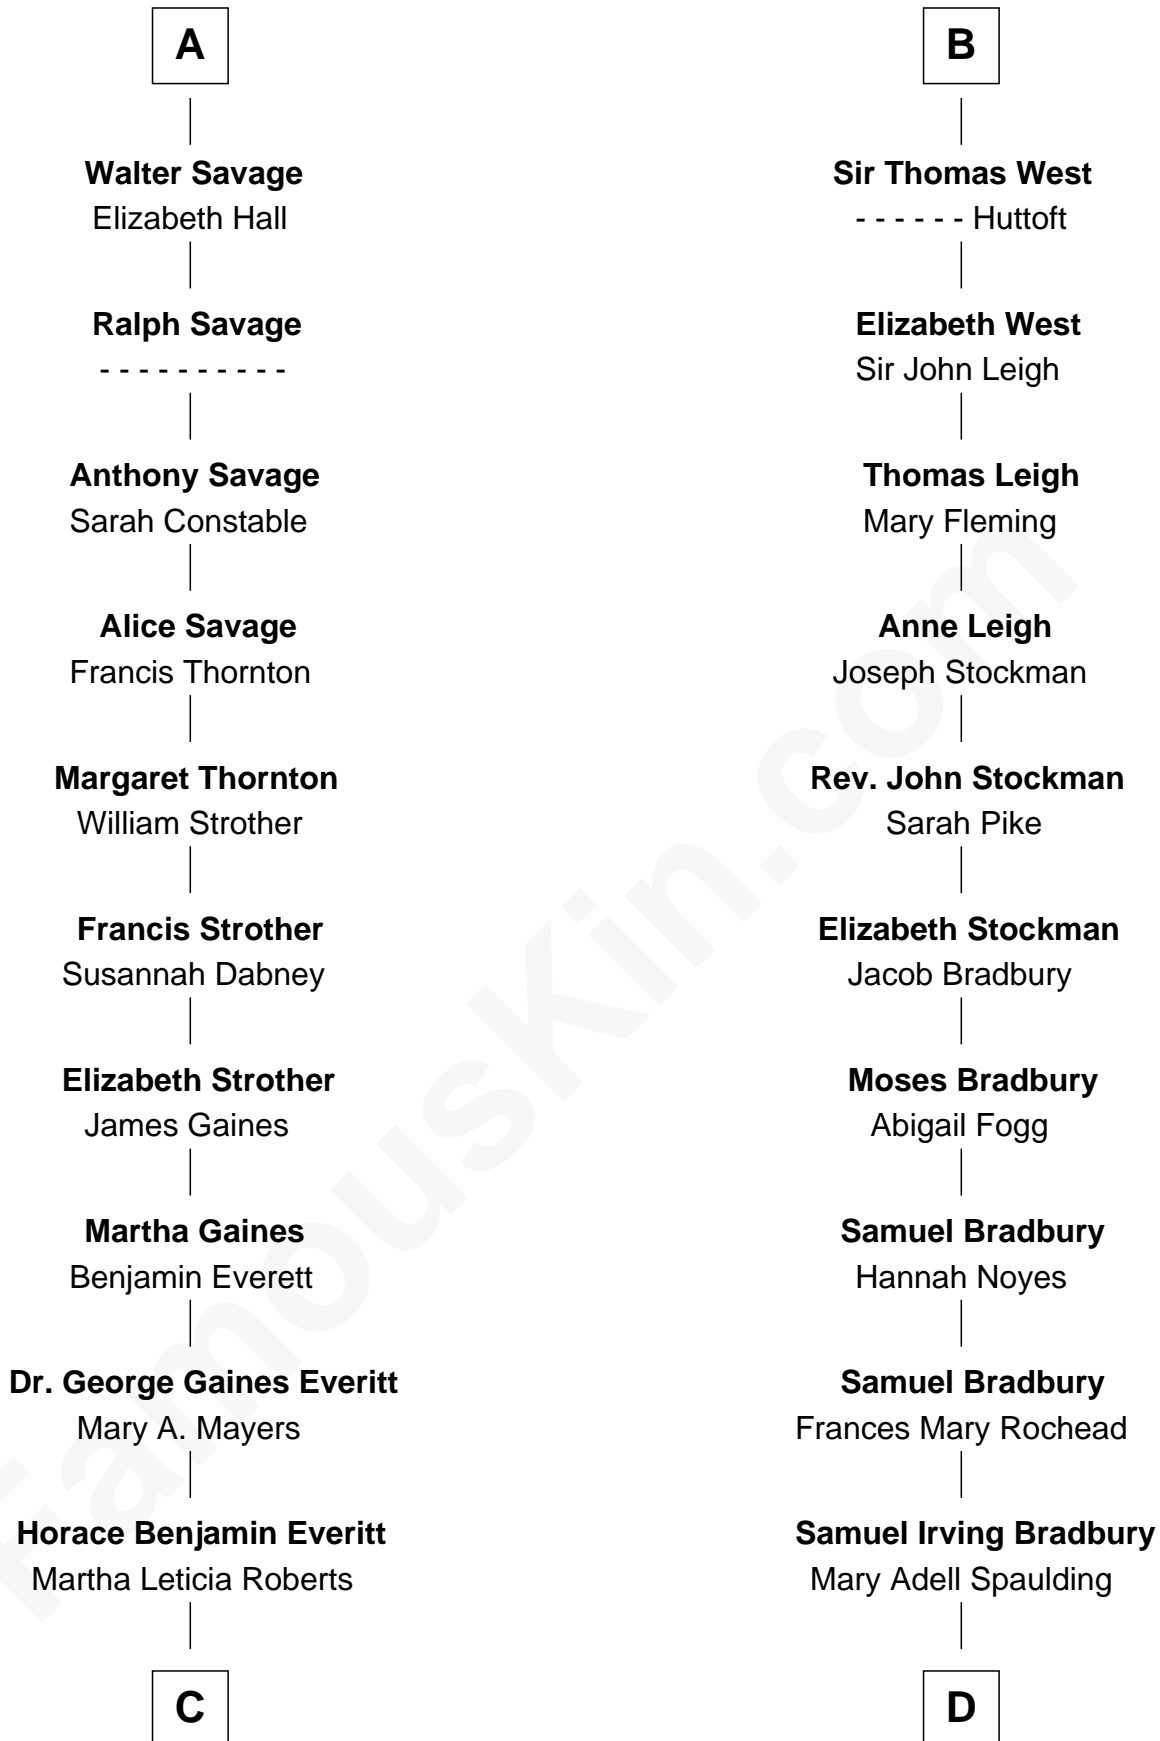 A
Walter Savage
Elizabeth Hall
Ralph Savage
- - - - - - - - - -
Anthony Savage
Sarah Constable
Alice Savage
Francis Thornton
Margaret Thornton
William Strother
Francis Strother
Susannah Dabney
Elizabeth Strother
James Gaines
Martha Gaines
Benjamin Everett
Dr. George Gaines Everitt
Mary A. Mayers
Horace Benjamin Everitt
Martha Leticia Roberts
C
B
Sir Thomas West
- - - - - - Huttoft
Elizabeth West
Sir John Leigh
Thomas Leigh
Mary Fleming
Anne Leigh
Joseph Stockman
Rev. John Stockman
Sarah Pike
Elizabeth Stockman
Jacob Bradbury
Moses Bradbury
Abigail Fogg
Samuel Bradbury
Hannah Noyes
Samuel Bradbury
Frances Mary Rochead
Samuel Irving Bradbury
Mary Adell Spaulding
D
FamousKin.com